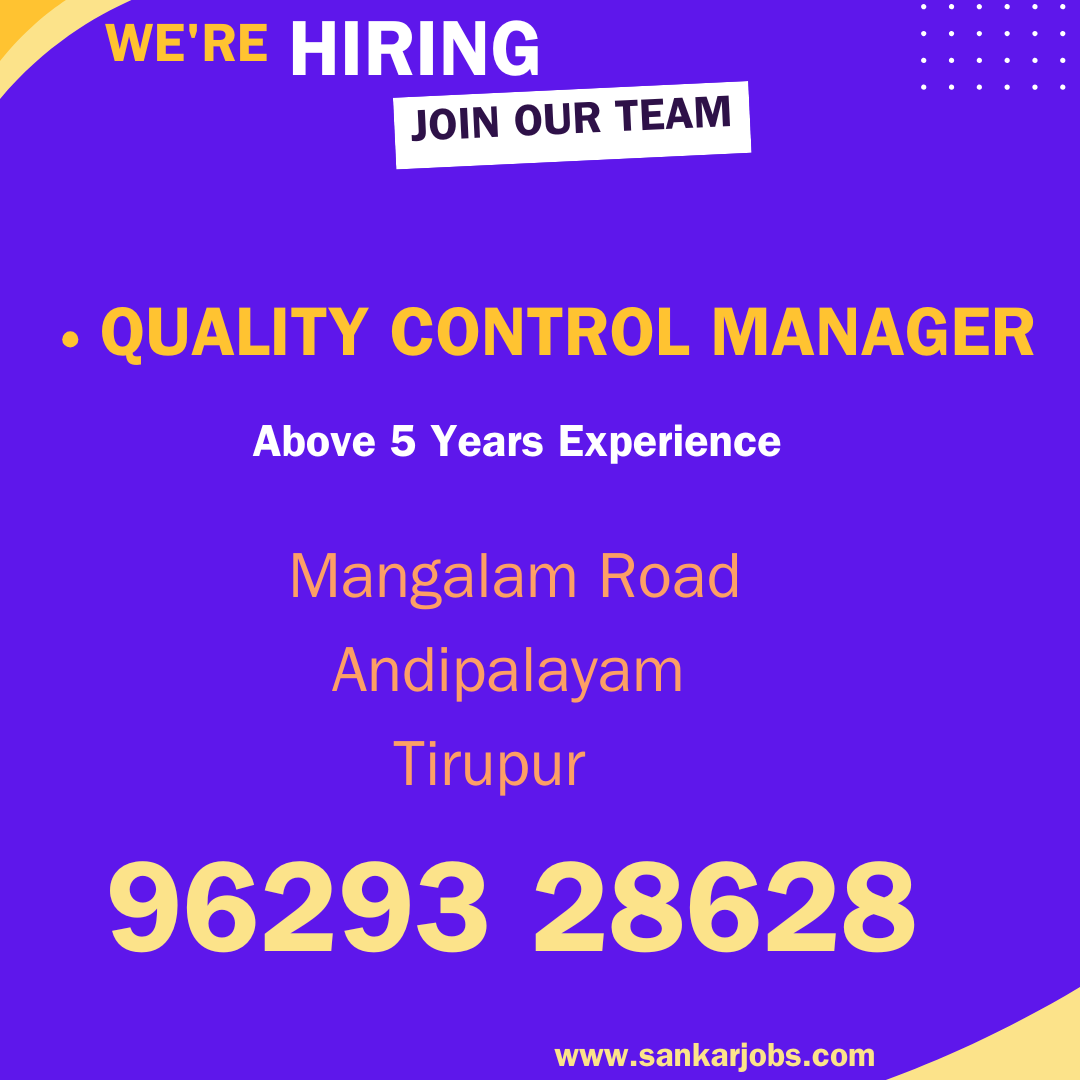 WE'RE HIRING
JOIN OUR TEAM
• QUALITY CONTROL MANAGER
Above 5 Years Experience
Mangalam Road
Andipalayam
Tirupur
96293 28628
www.sankarjobs.com